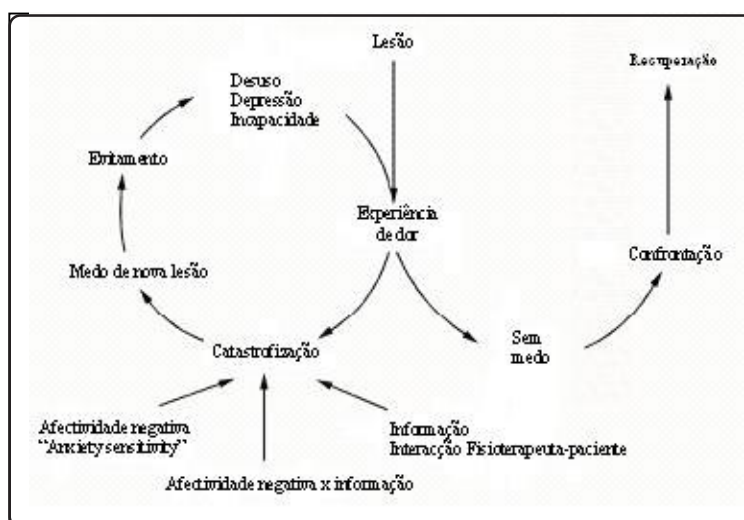 Lesão
Recuperação
Desuso
Depressão
Incapacidade
Evitamento
Experiência
de dor
Medo de nova lesão
Confrontação
Catastrofização
Sem
medo
Afectividade negativa
“Anxiety sensitivity”
Informação
Interacção Fisioterapeuta-paciente
Afectividade negativa x informação